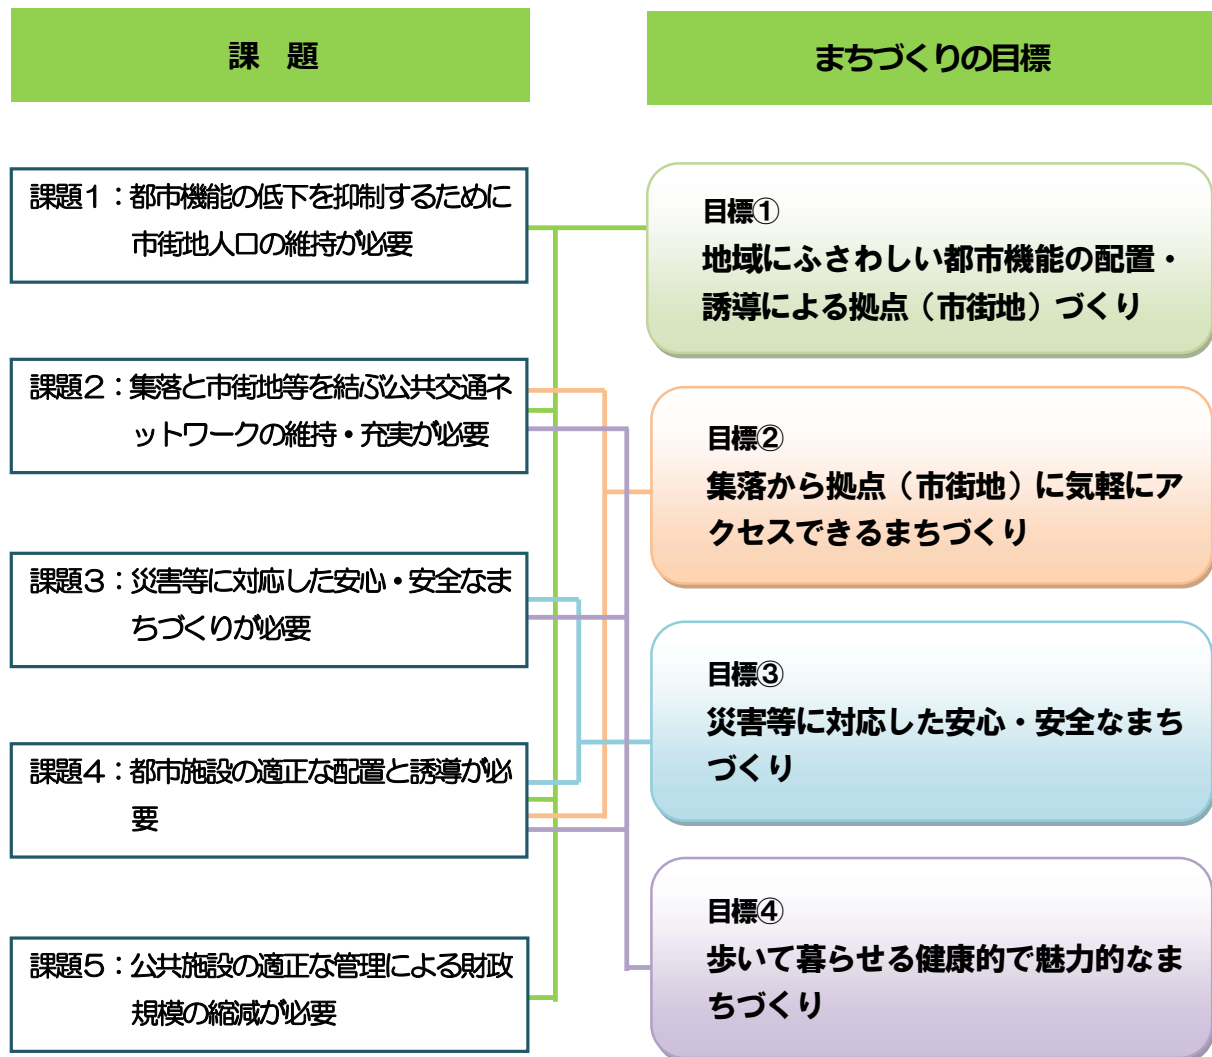 課 題
課題１：都市機能の低下を抑制するために
市街地人口の維持が必要
課題２：集落と市街地等を結ぶ公共交通ネ
ットワークの維持・充実が必要
課題３：災害等に対応した安心・安全なま
ちづくりが必要
課題４：都市施設の適正な配置と誘導が必
要
課題５：公共施設の適正な管理による財政
規模の縮減が必要
まちづくりの目標
目標①
地域にふさわしい都市機能の配置・
誘導による拠点（市街地）づくり
目標②
集落から拠点（市街地）に気軽にア
クセスできるまちづくり
目標③
災害等に対応した安心・安全なまち
づくり
目標④
歩いて暮らせる健康的で魅力的なま
ちづくり